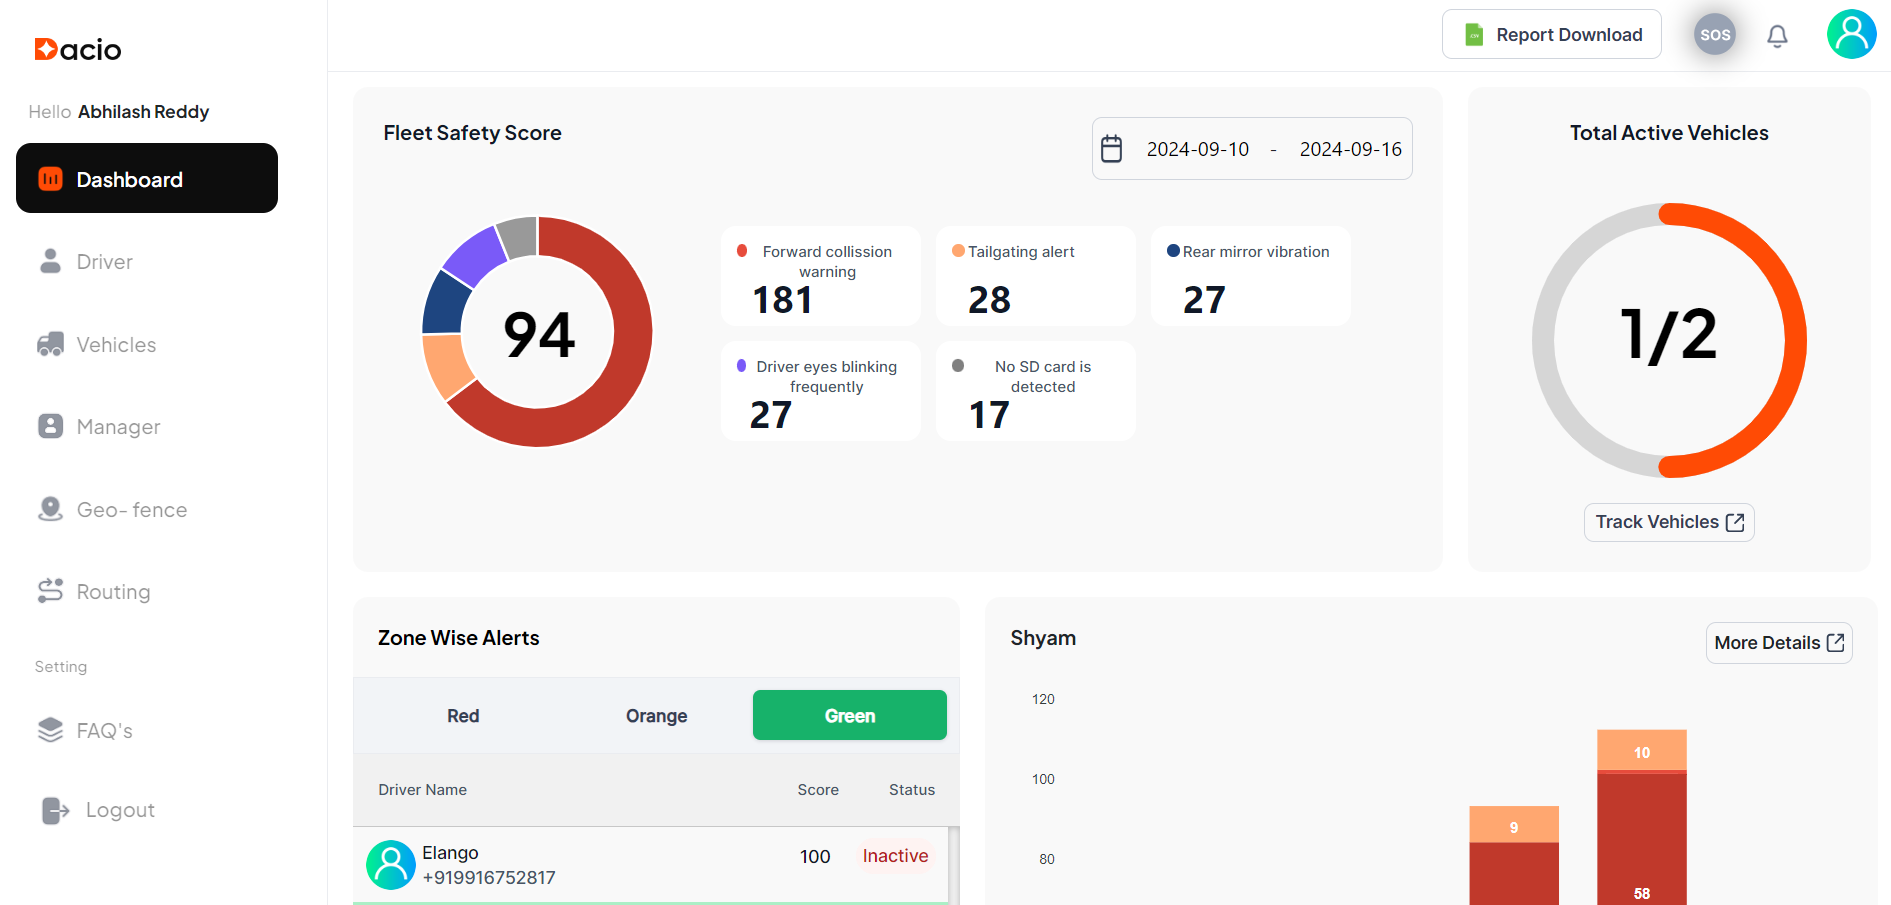 Dacio
Hello Abhilash Reddy
Dashboard
Driver
Vehicles
Manager
Geo- fence
Routing
Setting
FAQ's
Logout
Report Download
SOS
Fleet Safety Score
2024-09-10 - 2024-09-16
94
Forward collission
warning
181
Tailgating alert
28
Rear mirror vibration
27
Driver eyes blinking
frequently
27
No SD card is
detected
17
Total Active Vehicles
1/2
Track Vehicles
Zone Wise Alerts
Red Orange Green
Driver Name Score Status
Elango 100 Inactive
+919916752817
Shyam
More Details
120
100
80
9
10
58